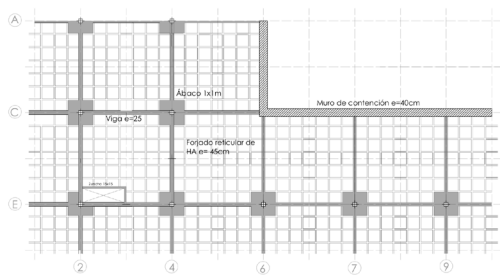 A
Ábaco 1x1m
Muro de contención e=40cm
C
Viga e=25
Forjado reticular de
HA e= 45cm
E
2
4
6
7
9